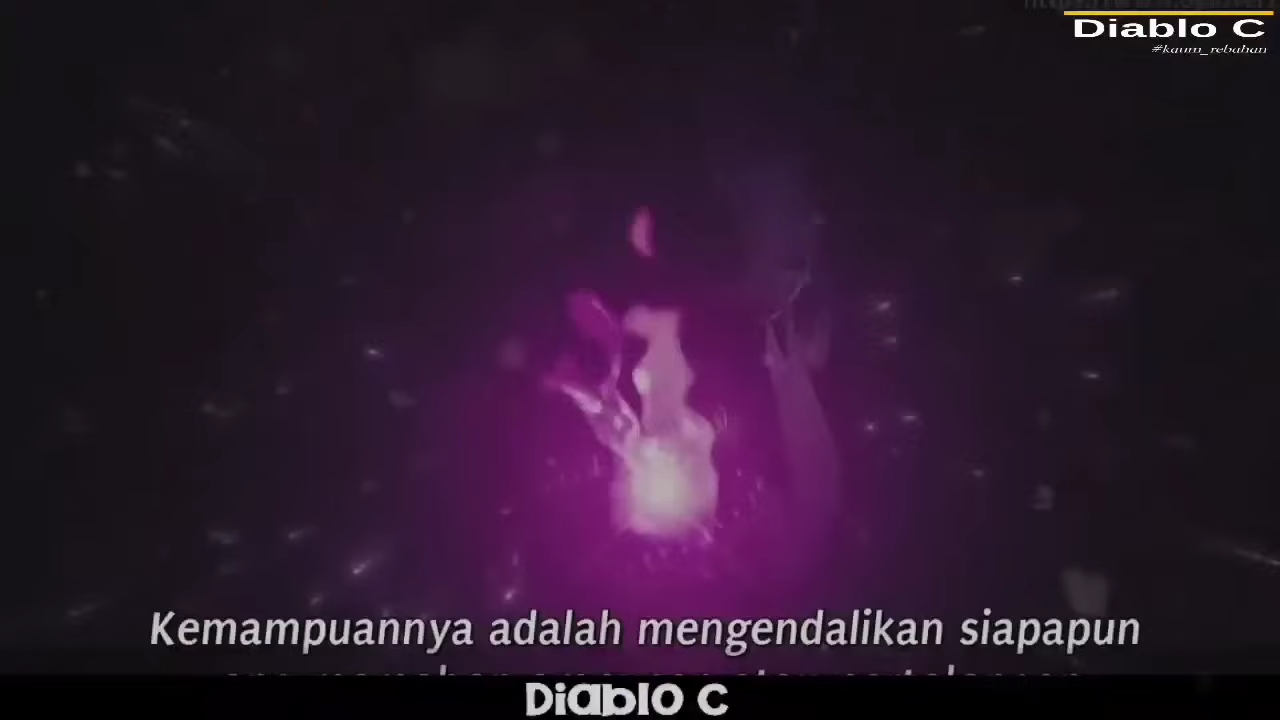 Diablo C
#kaum_rebahan
Kemampuannya adalah mengendalikan siapapun
Diablo C